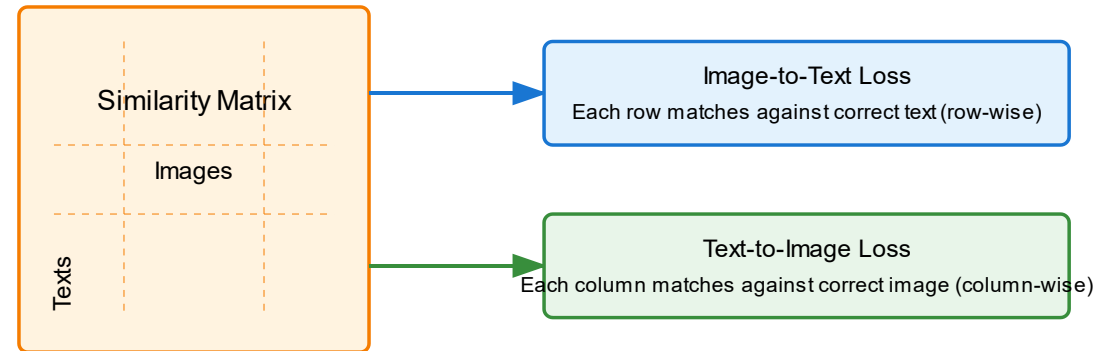 Similarity Matrix
Images
Texts
Image-to-Text Loss
Each row matches against correct text (row-wise)
Text-to-Image Loss
Each column matches against correct image (column-wise)